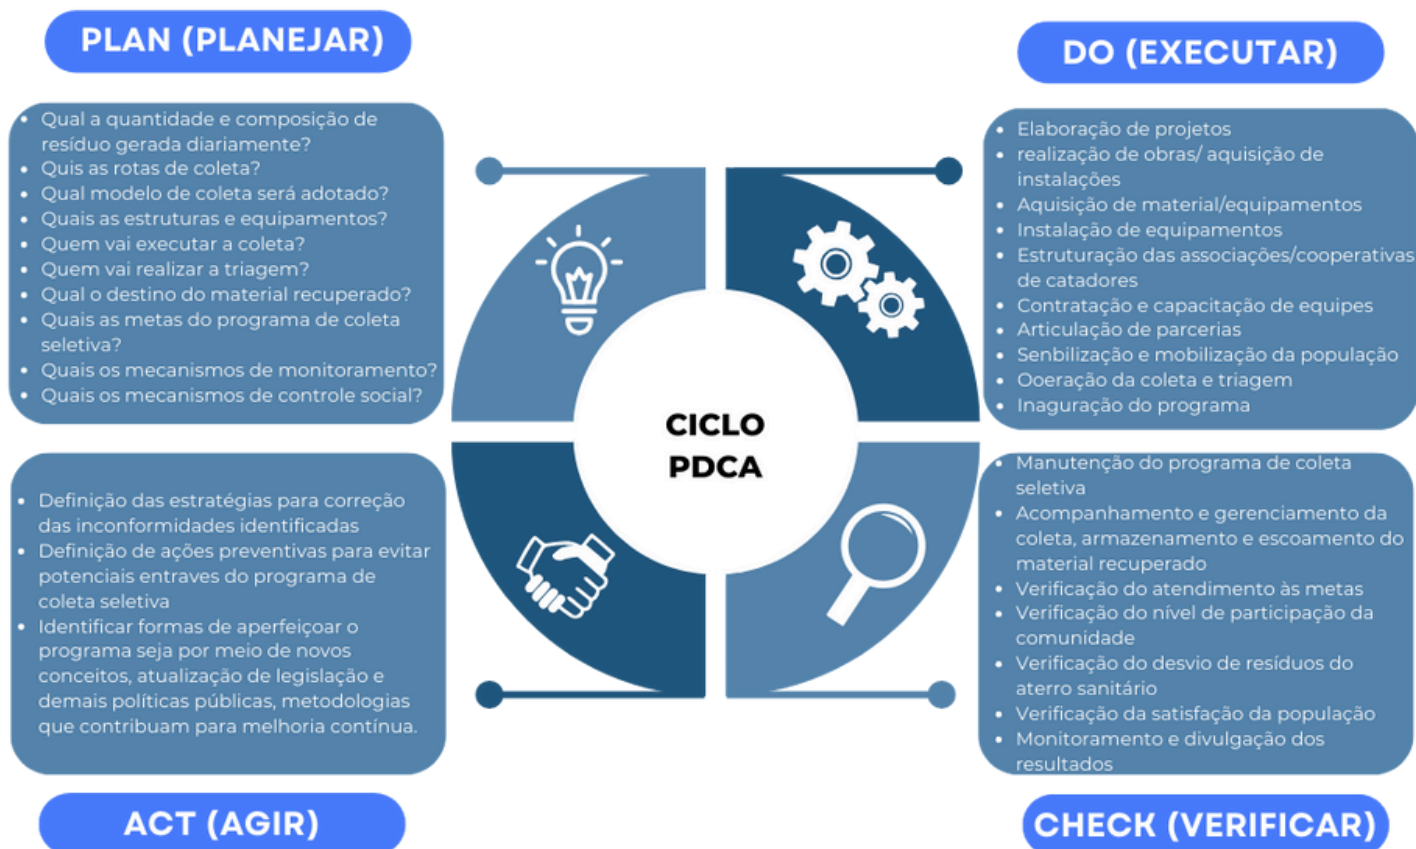 PLAN (PLANEJAR)
• Qual a quantidade e composição de
resíduo gerada diariamente?
• Quis as rotas de coleta?
• Qual modelo de coleta será adotado?
• Quais as estruturas e equipamentos?
• Quem vai executar a coleta?
• Quem vai realizar a triagem?
• Qual o destino do material recuperado?
• Quais as metas do programa de coleta
seletiva?
• Quais os mecanismos de monitoramento?
• Quais os mecanismos de controle social?
DO (EXECUTAR)
• Elaboração de projetos
• realização de obras/ aquisição de
instalações
• Aquisição de material/equipamentos
• Instalação de equipamentos
• Estruturação das associações/cooperativas
de catadores
• Contratação e capacitação de equipes
• Articulação de parcerias
• Senbilização e mobilização da população
• Ooeração da coleta e triagem
• Inaguração do programa
CICLO
PDCA
• Definição das estratégias para correção
das inconformidades identificadas
• Definição de ações preventivas para evitar
potenciais entraves do programa de
coleta seletiva
• Identificar formas de aperfeiçoar o
programa seja por meio de novos
conceitos, atualização de legislação e
demais políticas públicas, metodologias
que contribuam para melhoria contínua.
ACT (AGIR)
• Manutenção do programa de coleta
seletiva
• Acompanhamento e gerenciamento da
coleta, armazenamento e escoamento do
material recuperado
• Verificação do atendimento às metas
• Verificação do nível de participação da
comunidade
• Verificação do desvio de resíduos do
aterro sanitário
• Verificação da satisfação da população
• Monitoramento e divulgação dos
resultados
CHECK (VERIFICAR)